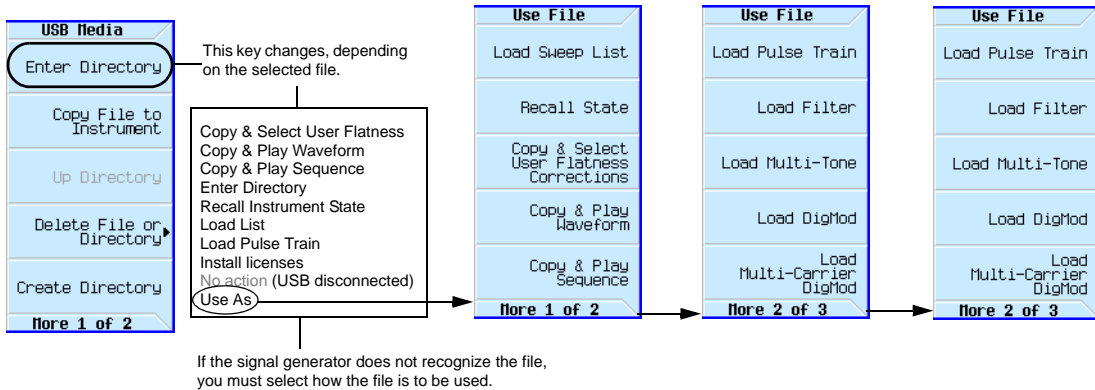 USB Media
Enter Directory
Copy File to
Instrument
Up Directory
Delete File or
Directory
Create Directory
More 1 of 2
This key changes, depending
on the selected file.
Copy & Select User Flatness
Copy & Play Waveform
Copy & Play Sequence
Enter Directory
Recall Instrument State
Load List
Load Pulse Train
Install licenses
No action (USB disconnected)
Use As
If the signal generator does not recognize the file,
you must select how the file is to be used.
Use File
Load Sweep List
Recall State
Copy & Select
User Flatness
Corrections
Copy & Play
Waveform
Copy & Play
Sequence
More 1 of 2
Use File
Load Pulse Train
Load Filter
Load Multi-Tone
Load DigMod
Load
Multi-Carrier
DigMod
More 2 of 3
Use File
Load Pulse Train
Load Filter
Load Multi-Tone
Load DigMod
Load
Multi-Carrier
DigMod
More 2 of 3